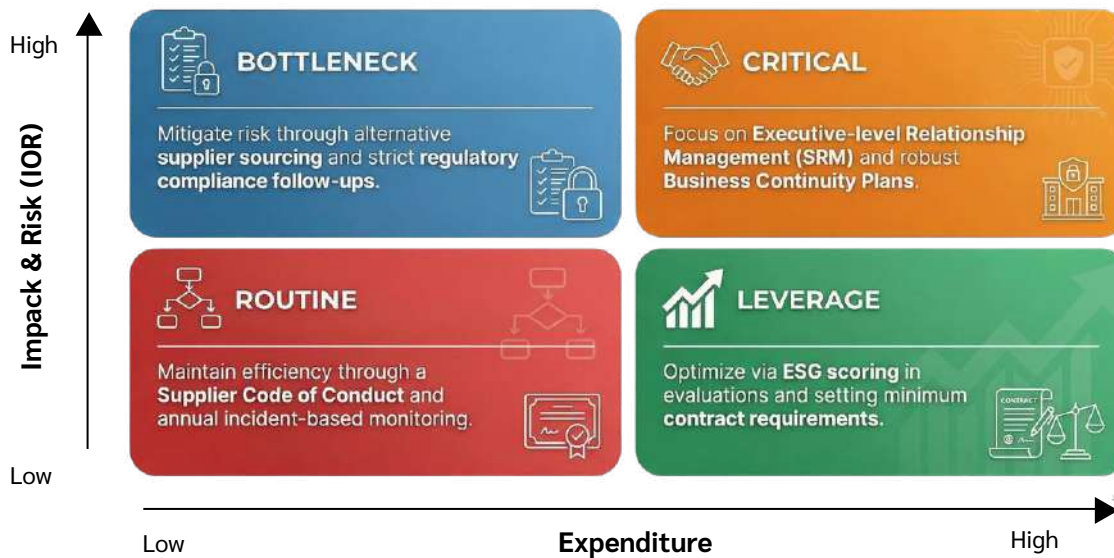 High
BOTTLENECK
Mitigate risk through alternative
supplier sourcing and strict regulatory
compliance follow-ups.
CRITICAL
Focus on Executive-level Relationship
Management (SRM) and robust
Business Continuity Plans.
Impack & Risk (IOR)
ROUTINE
Maintain efficiency through a
Supplier Code of Conduct and
annual incident-based monitoring.
LEVERAGE
Optimize via ESG scoring in
evaluations and setting minimum
contract requirements.
CONTRACT
Low
Low
Expenditure
High